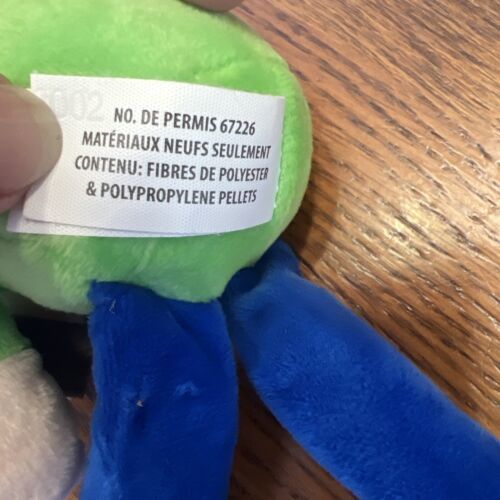 NO. DE PERMIS 67226
MATÉRIAUX NEUFS SEULEMENT
CONTENU: FIBRES DE POLYESTER
& POLYPROPYLENE PELLETS